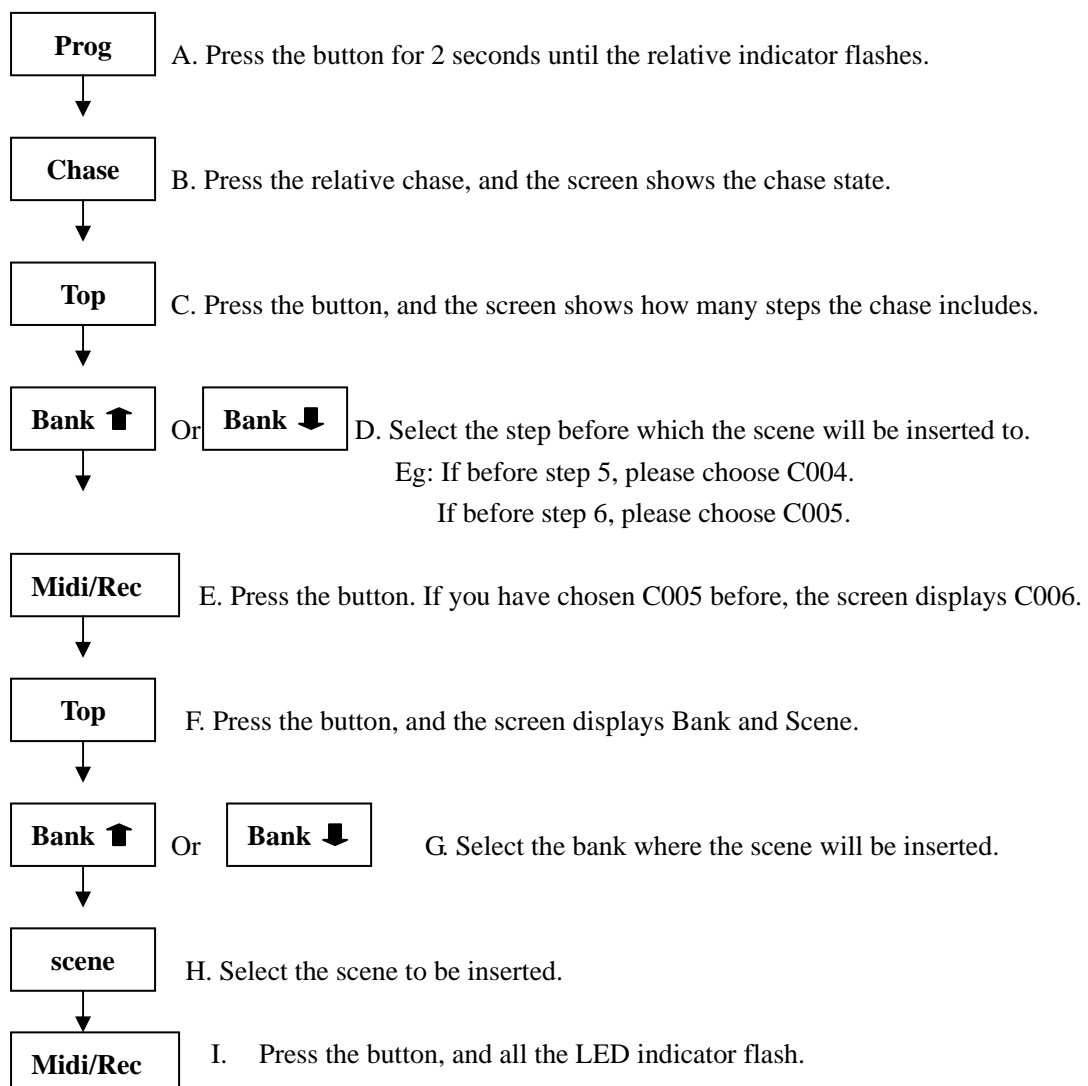 Prog A. Press the button for 2 seconds until the relative indicator flashes.
Chase B. Press the relative chase, and the screen shows the chase state.
Top C. Press the button, and the screen shows how many steps the chase includes.
Bank ⬆ Or Bank ⬇ D. Select the step before which the scene will be inserted to.
Eg: If before step 5, please choose C004.
If before step 6, please choose C005.
Midi/Rec E. Press the button. If you have chosen C005 before, the screen displays C006.
Top F. Press the button, and the screen displays Bank and Scene.
Bank ⬆ Or Bank ⬇ G. Select the bank where the scene will be inserted.
scene H. Select the scene to be inserted.
Midi/Rec I. Press the button, and all the LED indicator flash.